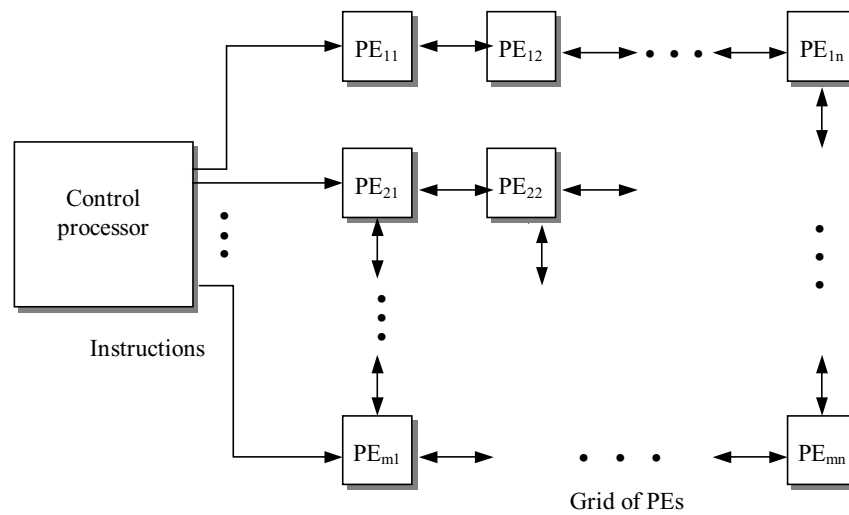 PE₁₁
PE₁₂
PE₁ₙ
Control
processor
PE₂₁
PE₂₂
Instructions
PEₘ₁
PEₘₙ
Grid of PEs